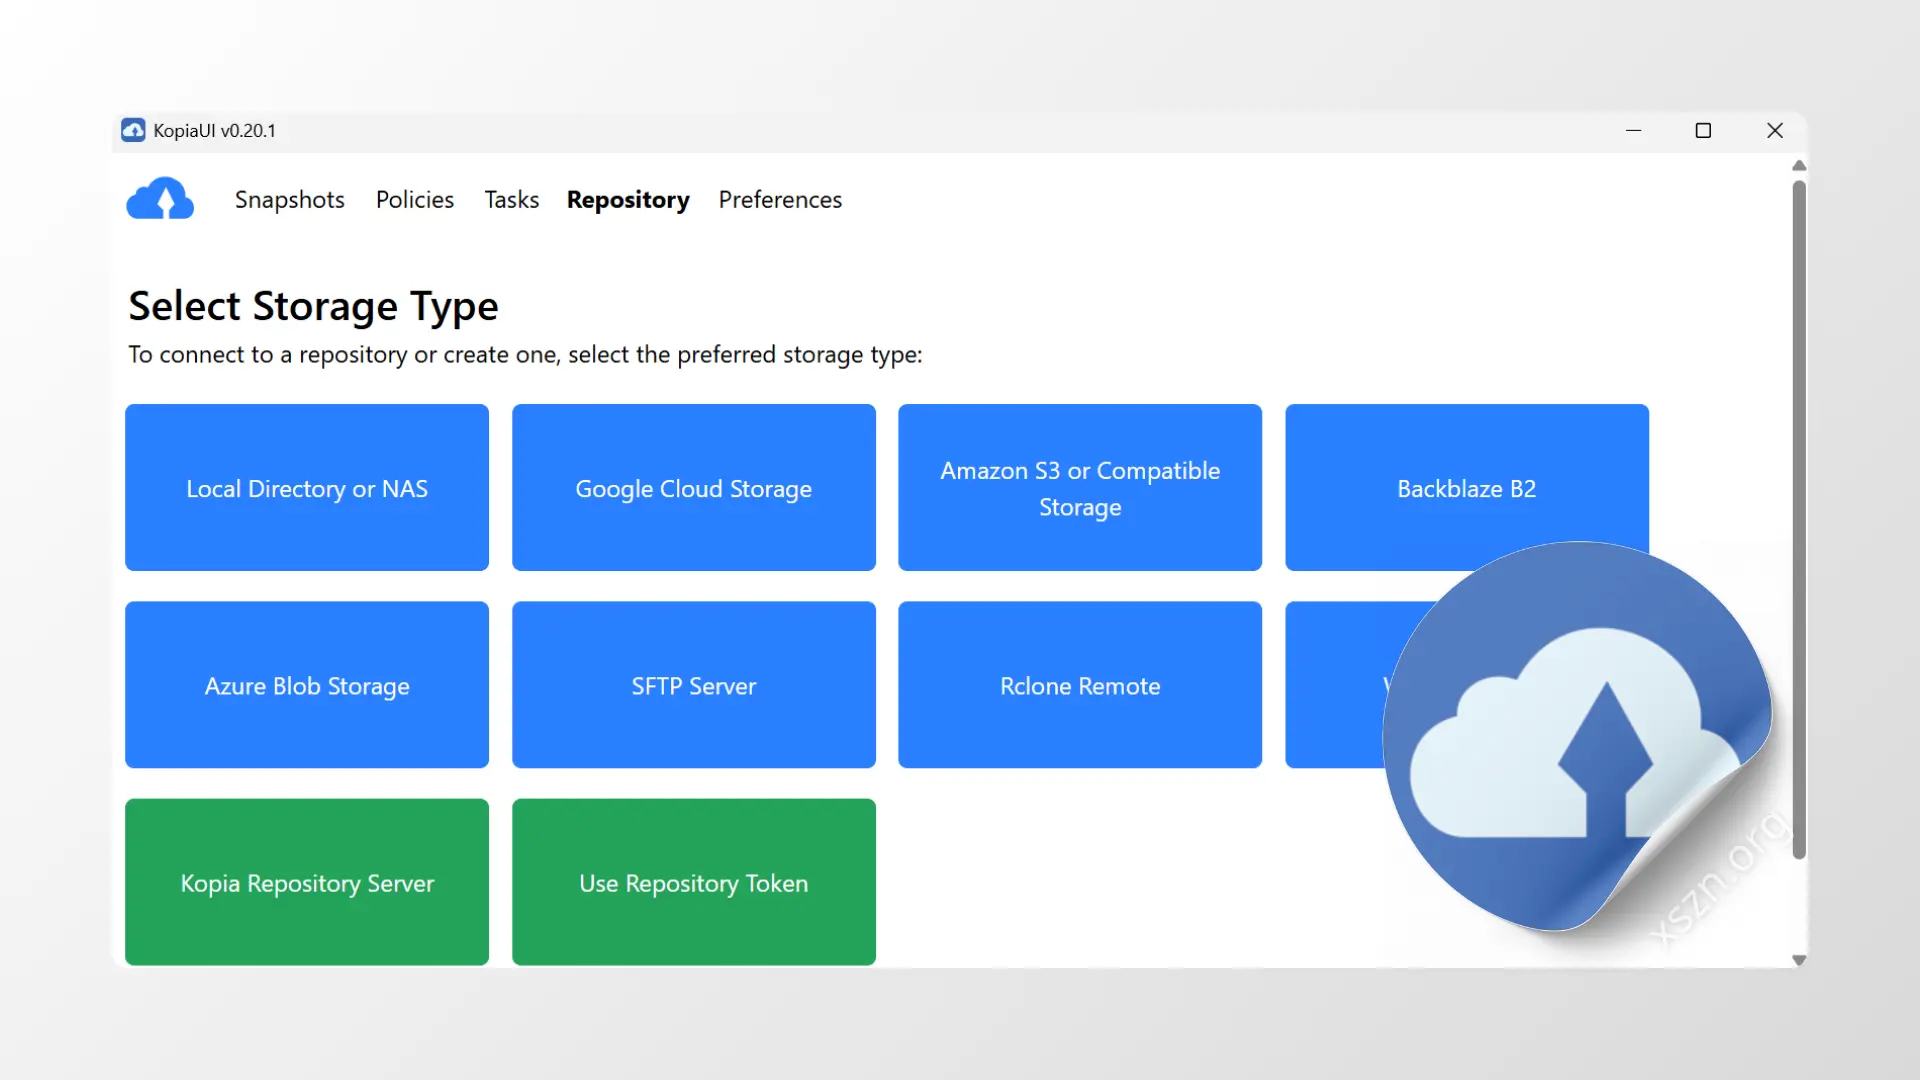 KopiaUI v0.20.1
Snapshots Policies Tasks Repository Preferences
Select Storage Type
To connect to a repository or create one, select the preferred storage type:
Local Directory or NAS
Google Cloud Storage
Amazon S3 or Compatible
Storage
Backblaze B2
Azure Blob Storage
SFTP Server
Rclone Remote
Kopia Repository Server
Use Repository Token
xszn.org